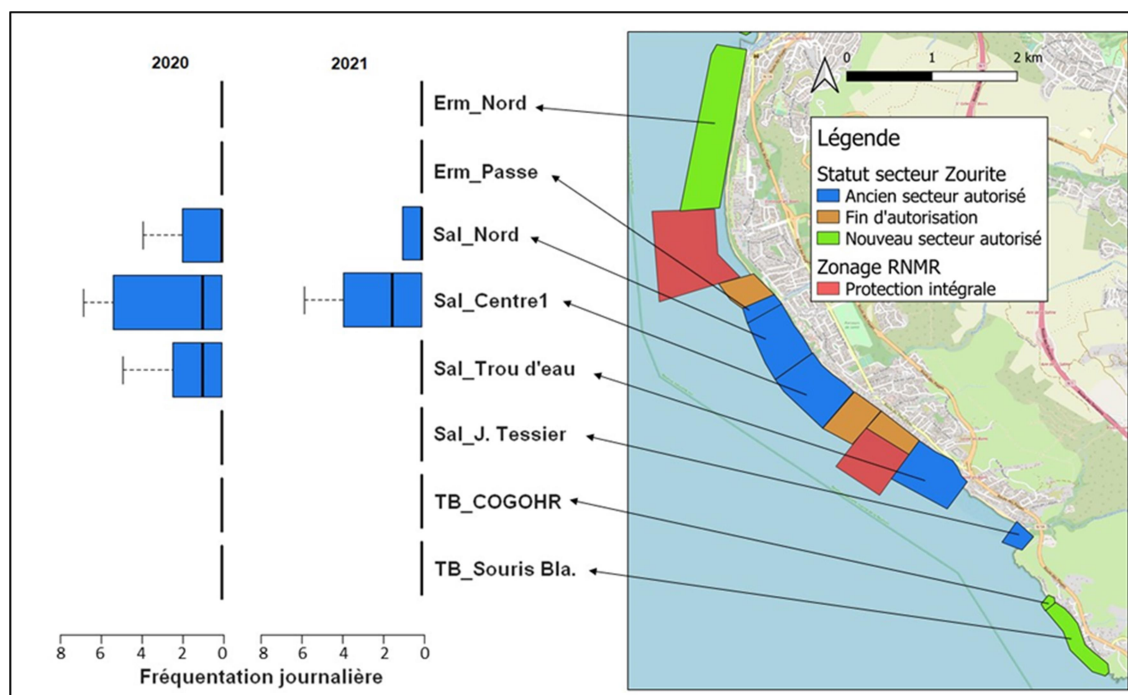 2020
2021
Erm_Nord
Erm_Passe
Sal_Nord
Sal_Centre1
Sal_Trou d'eau
Sal_J. Tessier
TB_COGOHR
TB_Souris Bla.
8 6 4 2 0
8 6 4 2 0
Fréquentation journalière
0 1 2 km
Légende
Statut secteur Zourite
Ancien secteur autorisé
Fin d'autorisation
Nouveau secteur autorisé
Zonage RNMR
Protection intégrale